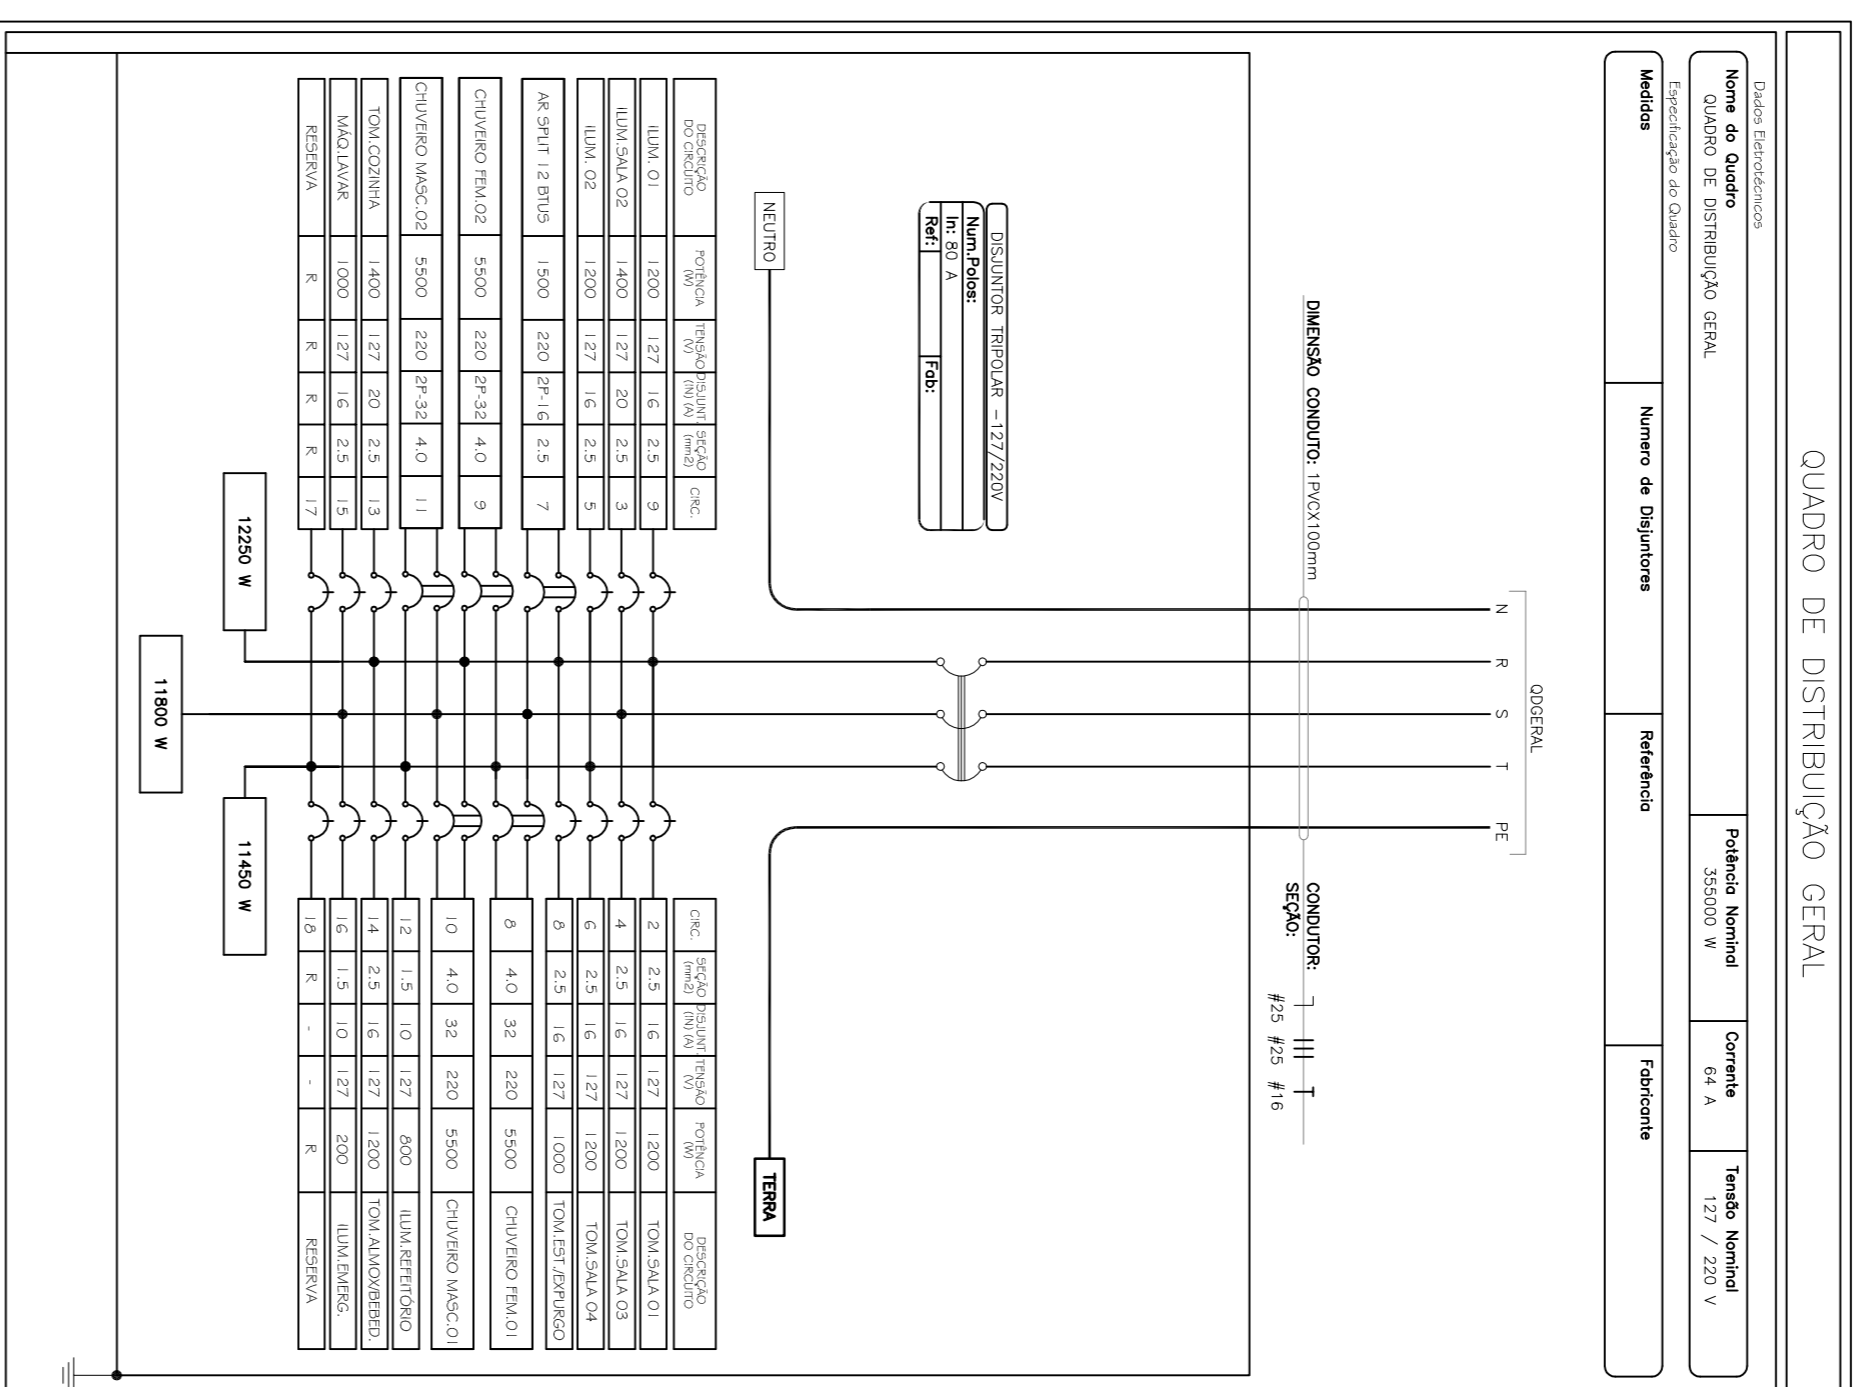 QUADRO DE DISTRIBUIÇÃO GERAL
Dados Eletrotécnicos
Nome do Quadro
QUADRO DE DISTRIBUIÇÃO GERAL
Potência Nominal
355000 W
Corrente
64 A
Tensão Nominal
127 / 220 V
Especificação do Quadro
Medidas
Numero de Disjuntores
Referência
Fabricante
QDGERAL
N R S T PE
DIMENSÃO CONDUTO: 1PVCX100mm
CONDUTOR:
SEÇÃO:
#25 #25 #16
DISJUNTOR TRIPOLAR -127/220V
Num.Polos:
In: 80 A
Ref:
Fab:
NEUTRO
TERRA
DESCRIÇÃO DO CIRCUITO POTÊNCIA (W) TENSÃO (V) DISJUNT. (IN) (A) SEÇÃO (mm2) CIRC.
ILUM. 01 1200 127 16 2.5 9
ILUM.SALA 02 1400 127 20 2.5 3
ILUM. 02 1200 127 16 2.5 5
AR SPLIT 12 BTUS 1500 220 2P-16 2.5 7
CHUVEIRO FEM.02 5500 220 2P-32 4.0 9
CHUVEIRO MASC.02 5500 220 2P-32 4.0 11
TOM.COZINHA 1400 127 20 2.5 13
MÁQ.LAVAR 1000 127 16 2.5 15
RESERVA R R R R 17
CIRC. SEÇÃO (mm2) DISJUNT. (IN) (A) TENSÃO (V) POTÊNCIA (W) DESCRIÇÃO DO CIRCUITO
2 2.5 16 127 1200 TOM.SALA 01
4 2.5 16 127 1200 TOM.SALA 03
6 2.5 16 127 1200 TOM.SALA 04
8 2.5 16 127 1000 TOM.EST./EXPURGO
8 4.0 32 220 5500 CHUVEIRO FEM.01
10 4.0 32 220 5500 CHUVEIRO MASC.01
12 1.5 10 127 800 ILUM.REFEITÓRIO
14 2.5 16 127 1200 TOM.ALMOX/BEBED.
16 1.5 10 127 200 ILUM.EMERG.
18 R - - R RESERVA
12250 W
11800 W
11450 W